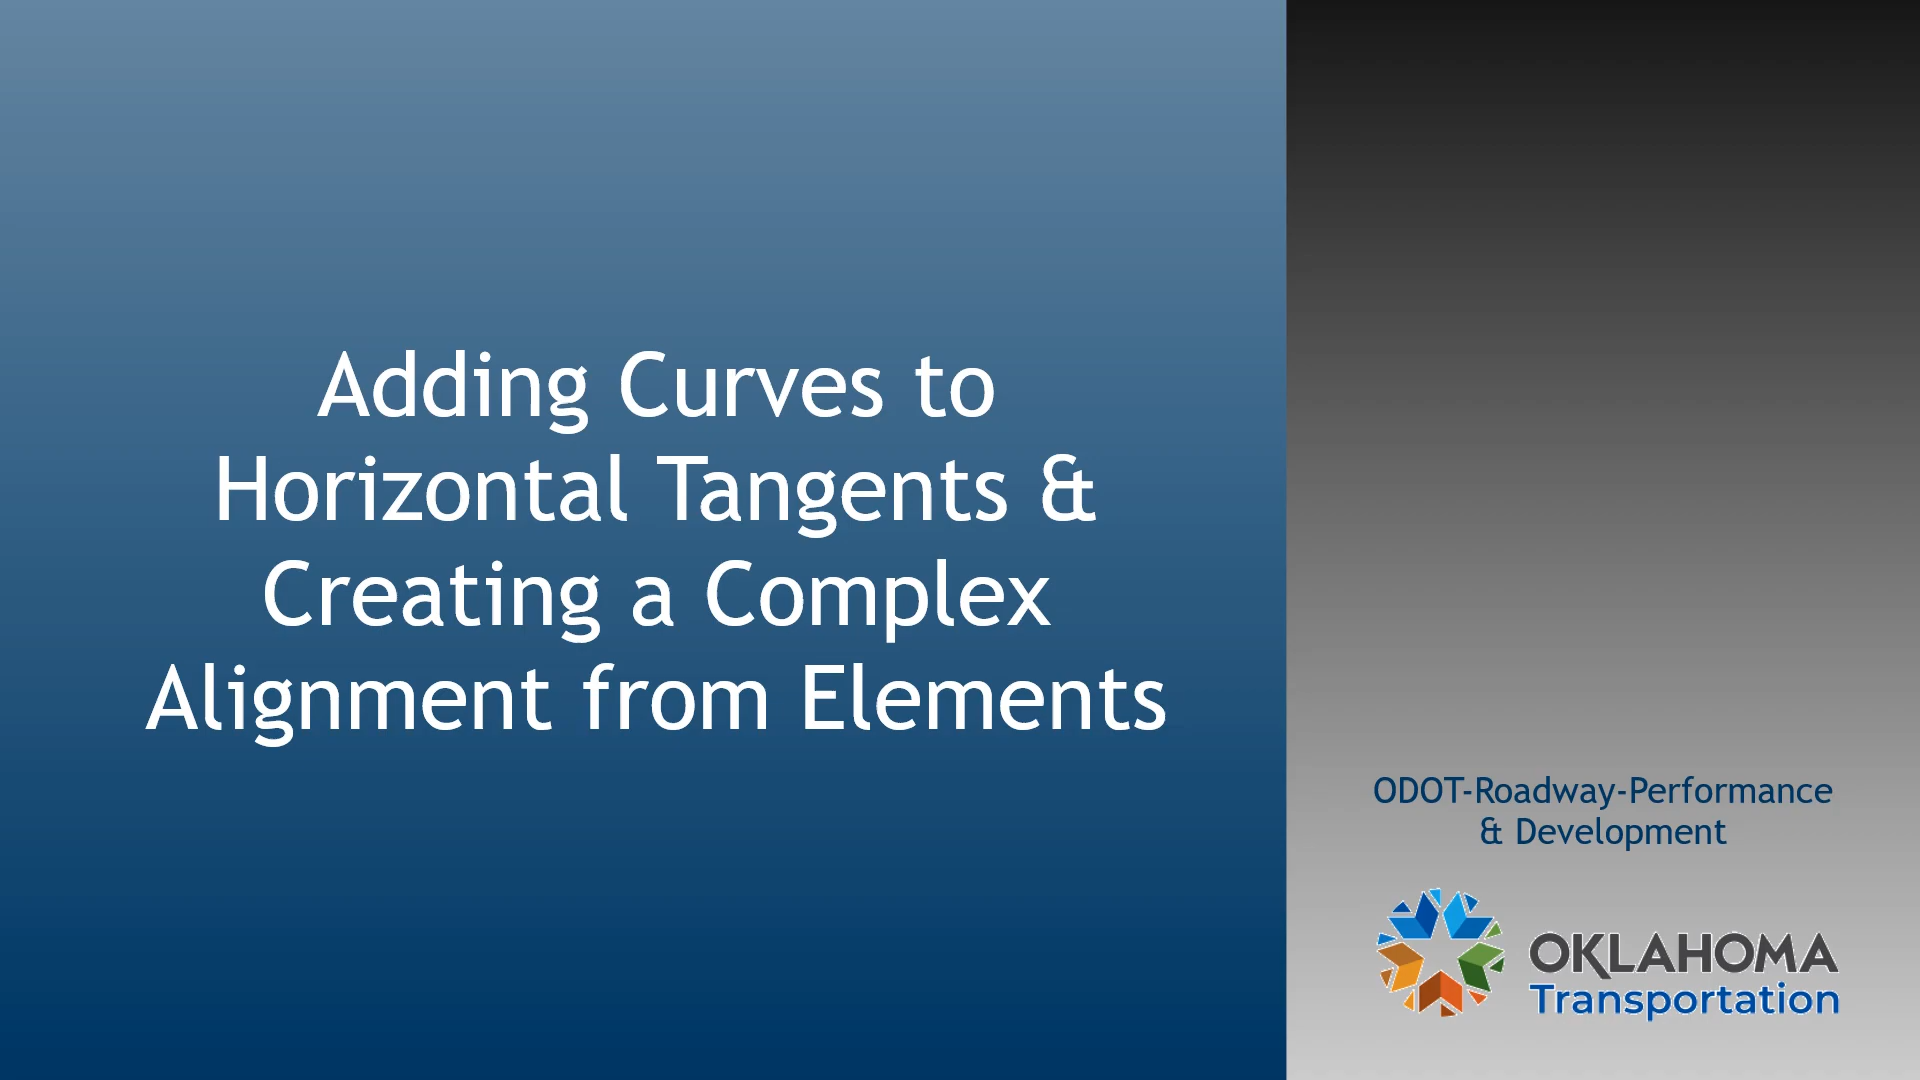 Adding Curves to
Horizontal Tangents &
Creating a Complex
Alignment from Elements
ODOT-Roadway-Performance
& Development
OKLAHOMA
Transportation